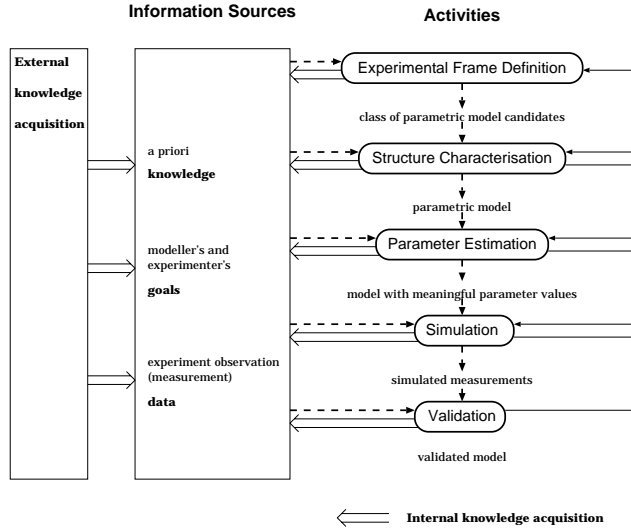 Information Sources
Activities
External
knowledge
acquisition
a priori
knowledge
modeller's and
experimenter's
goals
experiment observation
(measurement)
data
Experimental Frame Definition
class of parametric model candidates
Structure Characterisation
parametric model
Parameter Estimation
model with meaningful parameter values
Simulation
simulated measurements
Validation
validated model
Internal knowledge acquisition